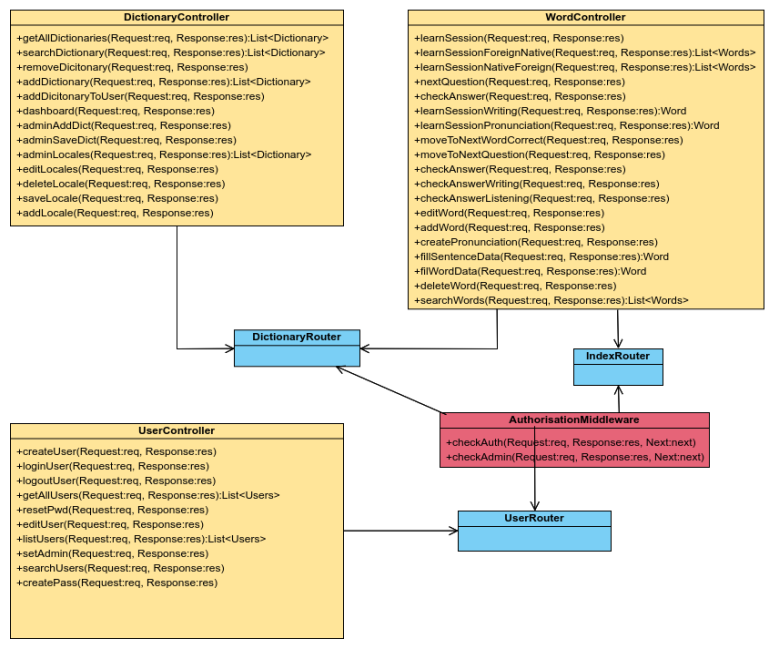 DictionaryController
+getAllDictionaries(Request:req, Response:res):List<Dictionary>
+searchDictionary(Request:req, Response:res):List<Dictionary>
+removeDicitonary(Request:req, Response:res)
+addDictionary(Request:req, Response:res):List<Dictionary>
+addDicitonaryToUser(Request:req, Response:res)
+dashboard(Request:req, Response:res)
+adminAddDict(Request:req, Response:res)
+adminSaveDict(Request:req, Response:res)
+adminLocales(Request:req, Response:res):List<Dictionary>
+editLocales(Request:req, Response:res)
+deleteLocale(Request:req, Response:res)
+saveLocale(Request:req, Response:res)
+addLocale(Request:req, Response:res)
WordController
+learnSession(Request:req, Response:res)
+learnSessionForeignNative(Request:req, Response:res):List<Words>
+learnSessionNativeForeign(Request:req, Response:res):List<Words>
+nextQuestion(Request:req, Response:res)
+checkAnswer(Request:req, Response:res)
+learnSessionWriting(Request:req, Response:res):Word
+learnSessionPronunciation(Request:req, Response:res):Word
+moveToNextWordCorrect(Request:req, Response:res)
+moveToNextQuestion(Request:req, Response:res)
+checkAnswer(Request:req, Response:res)
+checkAnswerWriting(Request:req, Response:res)
+checkAnswerListening(Request:req, Response:res)
+editWord(Request:req, Response:res)
+addWord(Request:req, Response:res)
+createPronunciation(Request:req, Response:res)
+fillSentenceData(Request:req, Response:res):Word
+filWordData(Request:req, Response:res):Word
+deleteWord(Request:req, Response:res)
+searchWords(Request:req, Response:res):List<Words>
DictionaryRouter
IndexRouter
AuthorisationMiddleware
+checkAuth(Request:req, Response:res, Next:next)
+checkAdmin(Request:req, Response:res, Next:next)
UserController
+createUser(Request:req, Response:res)
+loginUser(Request:req, Response:res)
+logoutUser(Request:req, Response:res)
+getAllUsers(Request:req, Response:res):List<Users>
+resetPwd(Request:req, Response:res)
+editUser(Request:req, Response:res)
+listUsers(Request:req, Response:res):List<Users>
+setAdmin(Request:req, Response:res)
+searchUsers(Request:req, Response:res)
+createPass(Request:req, Response:res)
UserRouter